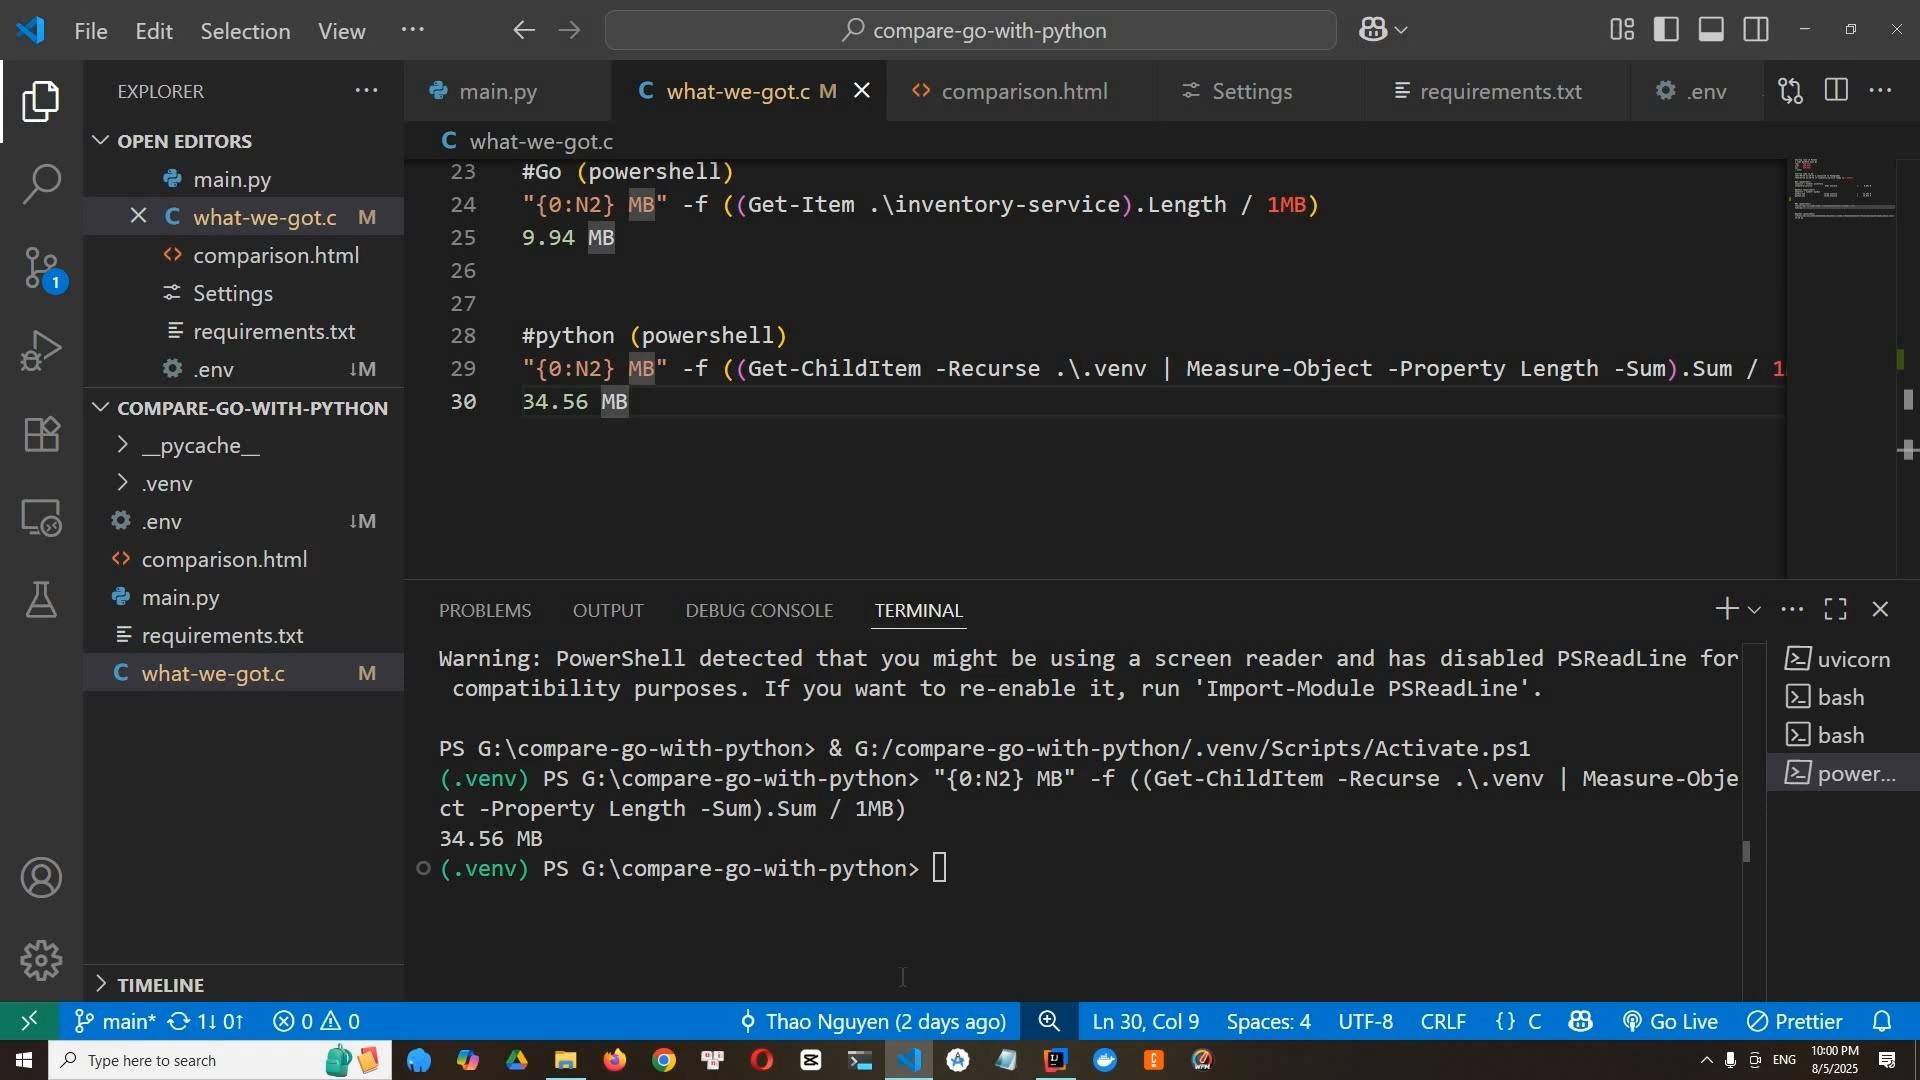 File Edit Selection View ···
compare-go-with-python
EXPLORER ···
OPEN EDITORS
main.py
what-we-got.c M
comparison.html
Settings
requirements.txt
.env ↓M
COMPARE-GO-WITH-PYTHON
__pycache__
.venv
.env ↓M
comparison.html
main.py
requirements.txt
what-we-got.c M
TIMELINE
1
main.py
what-we-got.c M
comparison.html
Settings
requirements.txt
.env
what-we-got.c
23 #Go (powershell)
24 "{0:N2} MB" -f ((Get-Item .\inventory-service).Length / 1MB)
25 9.94 MB
26
27
28 #python (powershell)
29 "{0:N2} MB" -f ((Get-ChildItem -Recurse .\.venv | Measure-Object -Property Length -Sum).Sum / 1
30 34.56 MB
PROBLEMS OUTPUT DEBUG CONSOLE TERMINAL
Warning: PowerShell detected that you might be using a screen reader and has disabled PSReadLine for
compatibility purposes. If you want to re-enable it, run 'Import-Module PSReadLine'.
PS G:\compare-go-with-python> & G:/compare-go-with-python/.venv/Scripts/Activate.ps1
(.venv) PS G:\compare-go-with-python> "{0:N2} MB" -f ((Get-ChildItem -Recurse .\.venv | Measure-Obje
ct -Property Length -Sum).Sum / 1MB)
34.56 MB
(.venv) PS G:\compare-go-with-python>
uvicorn
bash
bash
power...
main* 1↓ 0↑ 0 0 Thao Nguyen (2 days ago) Ln 30, Col 9 Spaces: 4 UTF-8 CRLF {} C Go Live Prettier
Type here to search
ENG
10:00 PM
8/5/2025